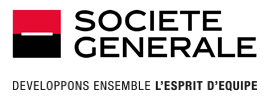 SOCIETE
GENERALE
DEVELOPPONS ENSEMBLE L'ESPRIT D'EQUIPE